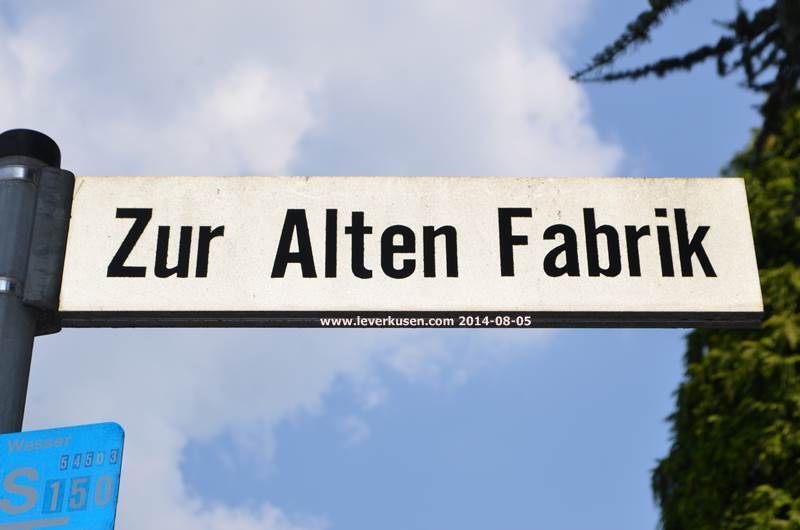 Zur Alten Fabrik
www.leverkusen.com 2014-08-05
Wasser
54503
S 150